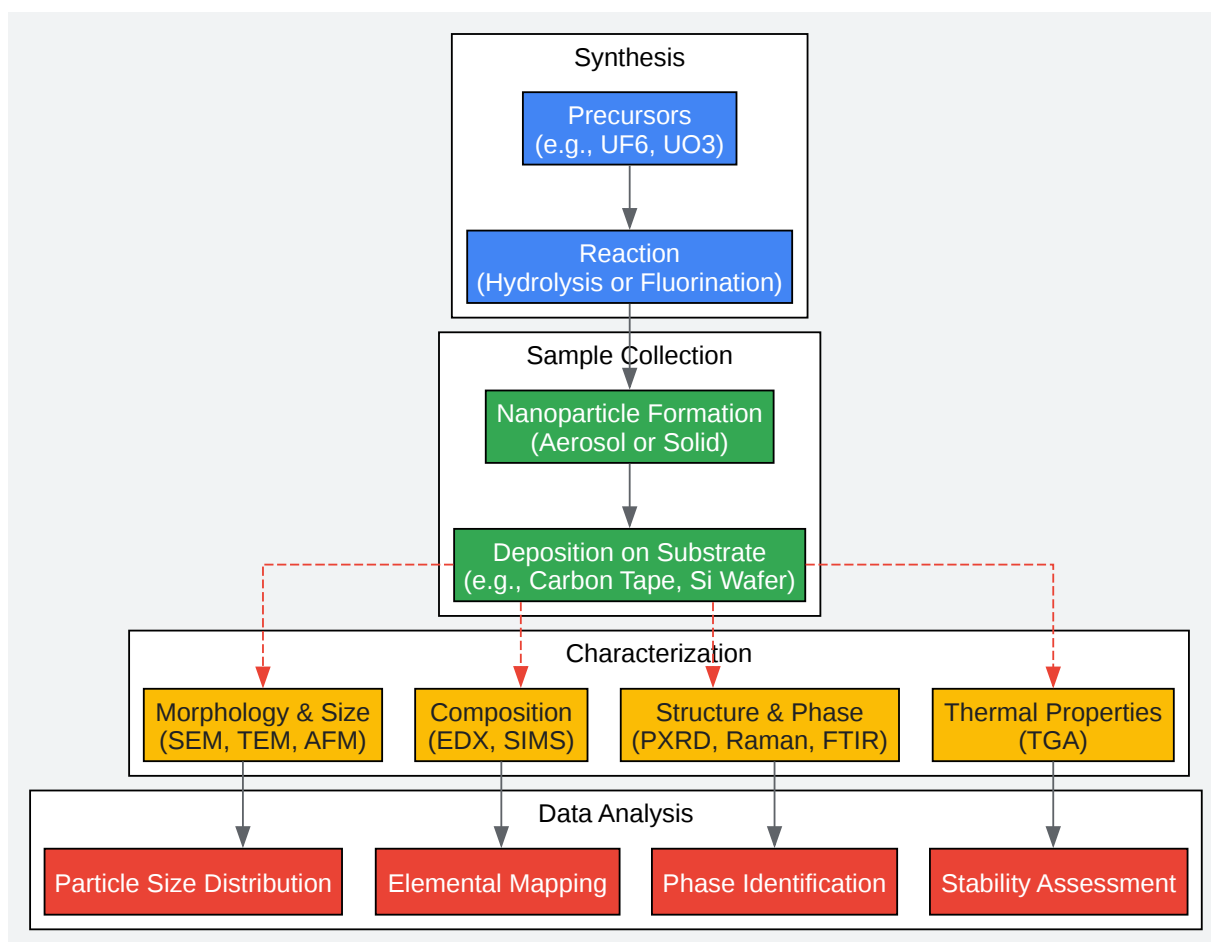 Synthesis
Precursors
(e.g., UF6, UO3)
Reaction
(Hydrolysis or Fluorination)
Sample Collection
Nanoparticle Formation
(Aerosol or Solid)
Deposition on Substrate
(e.g., Carbon Tape, Si Wafer)
Characterization
Morphology & Size
(SEM, TEM, AFM)
Composition
(EDX, SIMS)
Structure & Phase
(PXRD, Raman, FTIR)
Thermal Properties
(TGA)
Data Analysis
Particle Size Distribution
Elemental Mapping
Phase Identification
Stability Assessment